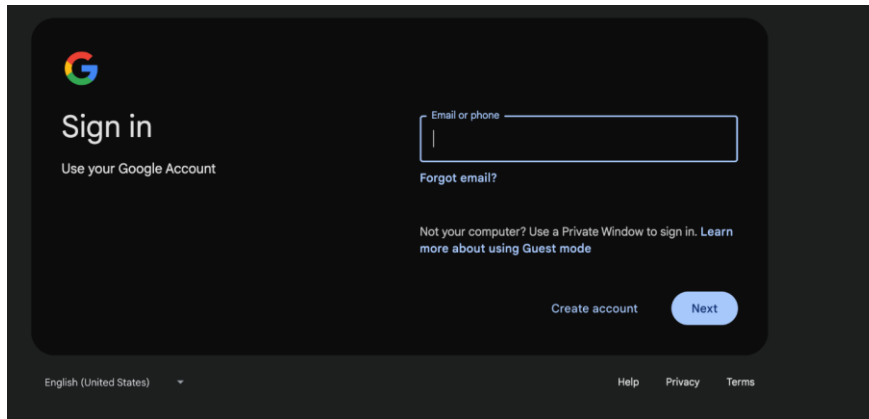 Sign in
Use your Google Account
Email or phone
Forgot email?
Not your computer? Use a Private Window to sign in. Learn
more about using Guest mode
Create account
Next
English (United States)
Help
Privacy
Terms